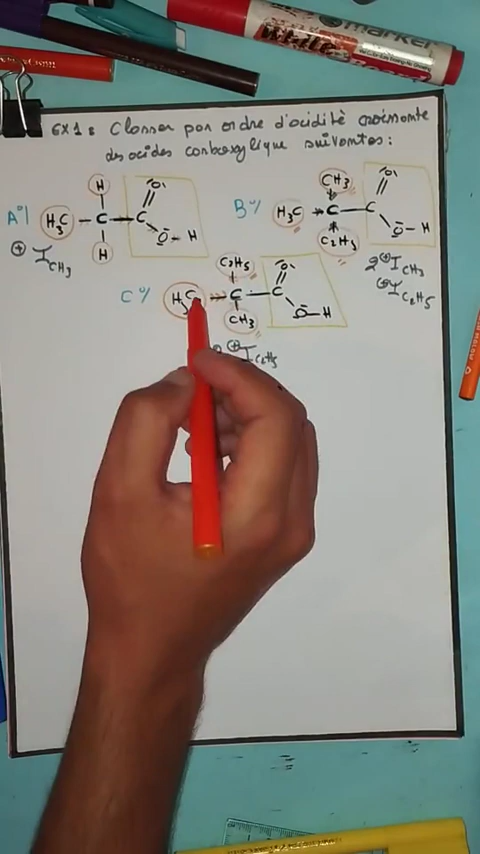 EX1: Classer par ordre d'acidité croissante
des acides carboxylique suivantes:
A°/ H3C - C - C O O - H
H
H
⊕ I CH3
B°/ H3C C C O O - H
CH3
C2H5
2 ⊕ I CH3
⊕ I C2H5
C°/ H3C C C O O - H
C2H5
CH3
⊕ I C2H5
marker
White